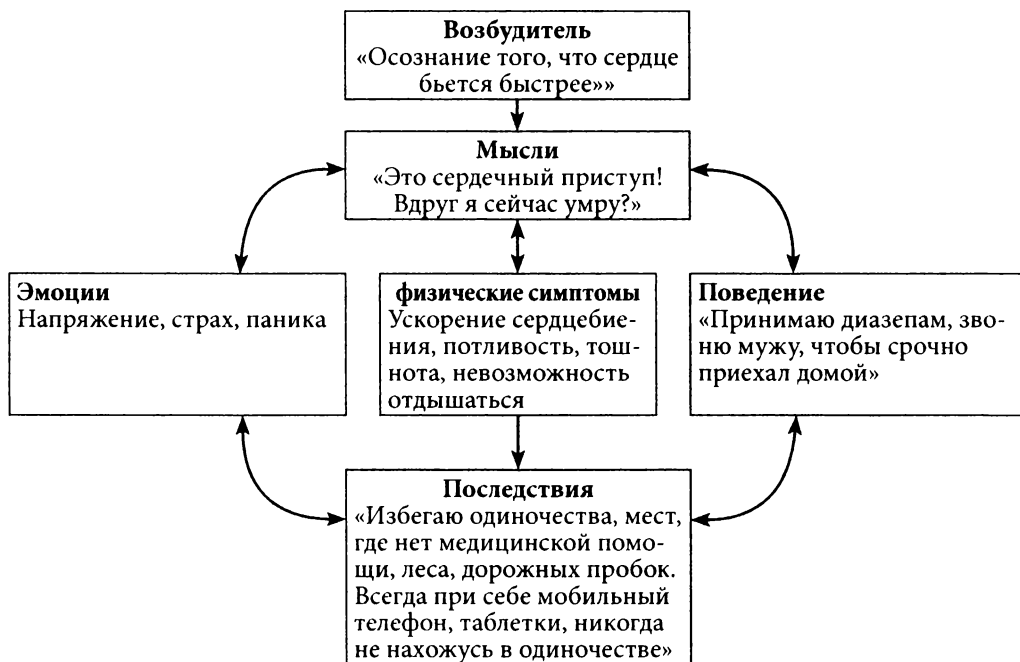 Возбудитель
«Осознание того, что сердце
бьется быстрее»»
Мысли
«Это сердечный приступ!
Вдруг я сейчас умру?»
Эмоции
Напряжение, страх, паника
физические симптомы
Ускорение сердцебие-
ния, потливость, тош-
нота, невозможность
отдышаться
Поведение
«Принимаю диазепам, зво-
ню мужу, чтобы срочно
приехал домой»
Последствия
«Избегаю одиночества, мест,
где нет медицинской помо-
щи, леса, дорожных пробок.
Всегда при себе мобильный
телефон, таблетки, никогда
не нахожусь в одиночестве»